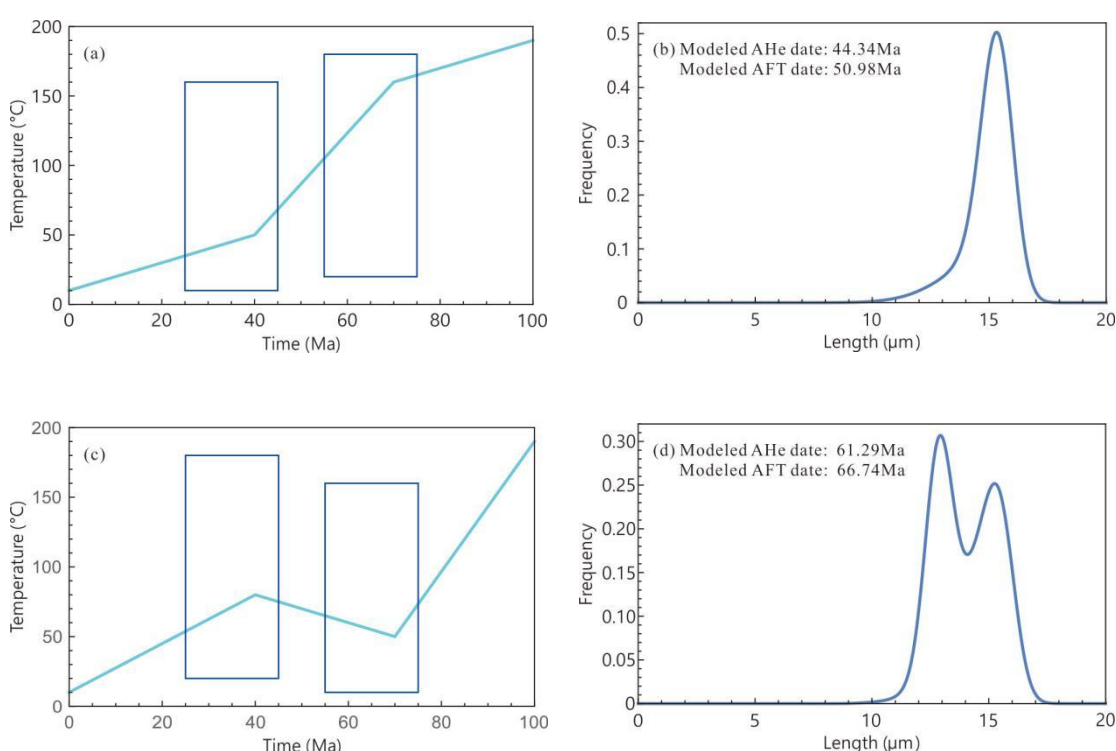 200
150
100
50
0
Temperature (°C)
(a)
0 20 40 60 80 100
Time (Ma)
0.5
0.4
0.3
0.2
0.1
0
Frequency
(b) Modeled AHe date: 44.34Ma
Modeled AFT date: 50.98Ma
0 5 10 15 20
Length (μm)
200
150
100
50
0
Temperature (°C)
(c)
0 20 40 60 80 100
Time (Ma)
0.30
0.25
0.20
0.15
0.10
0.05
0
Frequency
(d) Modeled AHe date: 61.29Ma
Modeled AFT date: 66.74Ma
0 5 10 15 20
Length (μm)